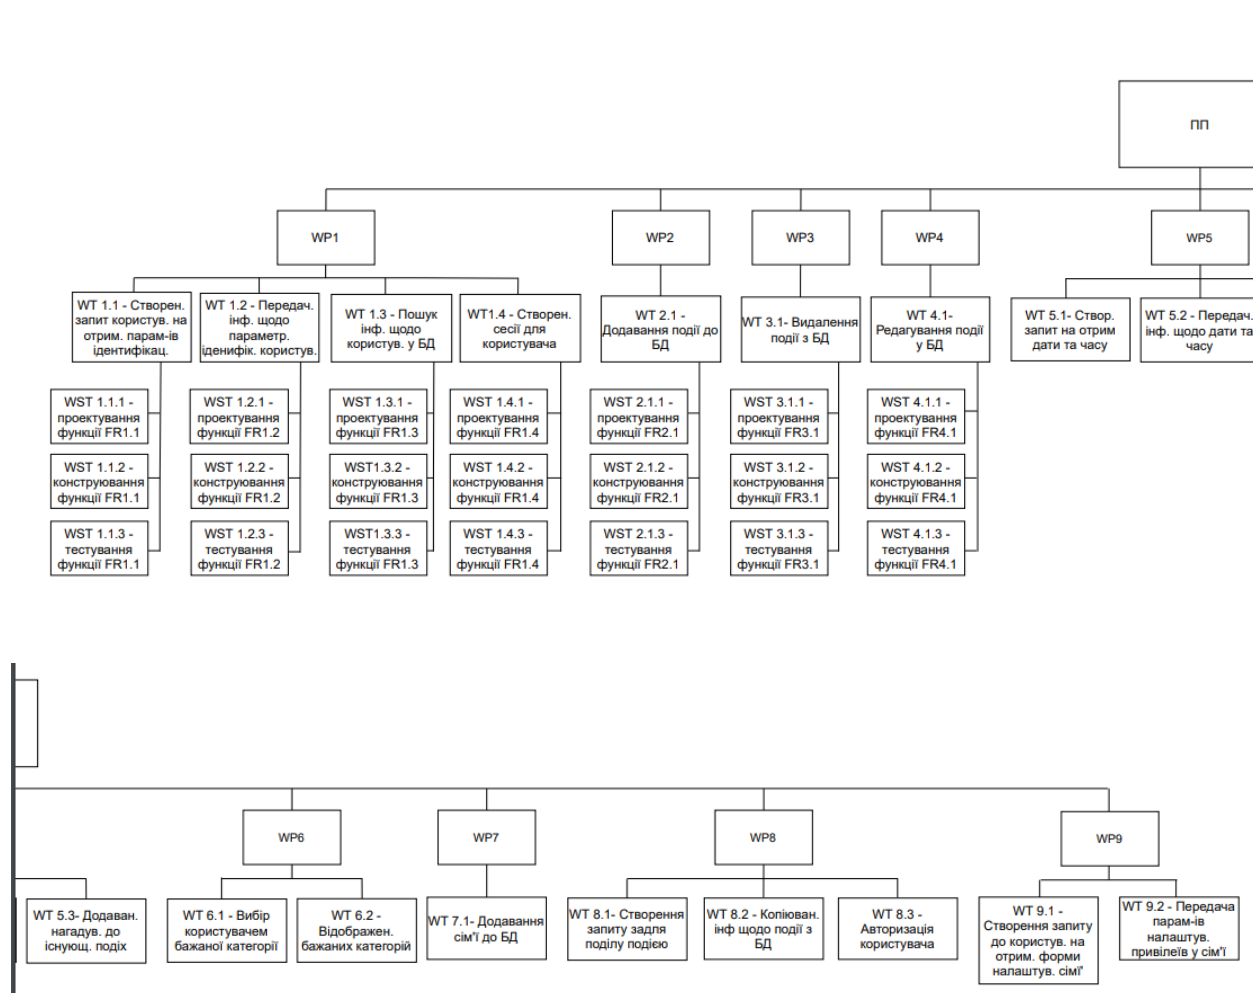 ПП
WP1
WP2
WP3
WP4
WP5
WT 1.1 - Створен.
запит користув. на
отрим. парам-ів
ідентифікац.
WT 1.2 - Передач.
інф. щодо
параметр.
іденифік. користув.
WT 1.3 - Пошук
інф. щодо
користув. у БД
WT1.4 - Створен.
сесії для
користувача
WT 2.1 -
Додавання події до
БД
WT 3.1- Видалення
події з БД
WT 4.1-
Редагування події
у БД
WT 5.1- Створ.
запит на отрим
дати та часу
WT 5.2 - Передач.
інф. щодо дати та
часу
WST 1.1.1 -
проектування
функції FR1.1
WST 1.2.1 -
проектування
функції FR1.2
WST 1.3.1 -
проектування
функції FR1.3
WST 1.4.1 -
проектування
функції FR1.4
WST 2.1.1 -
проектування
функції FR2.1
WST 3.1.1 -
проектування
функції FR3.1
WST 4.1.1 -
проектування
функції FR4.1
WST 1.1.2 -
конструювання
функції FR1.1
WST 1.2.2 -
конструювання
функції FR1.2
WST1.3.2 -
конструювання
функції FR1.3
WST 1.4.2 -
конструювання
функції FR1.4
WST 2.1.2 -
конструювання
функції FR2.1
WST 3.1.2 -
конструювання
функції FR3.1
WST 4.1.2 -
конструювання
функції FR4.1
WST 1.1.3 -
тестування
функції FR1.1
WST 1.2.3 -
тестування
функції FR1.2
WST1.3.3 -
тестування
функції FR1.3
WST 1.4.3 -
тестування
функції FR1.4
WST 2.1.3 -
тестування
функції FR2.1
WST 3.1.3 -
тестування
функції FR3.1
WST 4.1.3 -
тестування
функції FR4.1
WP6
WP7
WP8
WP9
WT 5.3- Додаван.
нагадув. до
існующ. подіх
WT 6.1 - Вибір
користувачем
бажаної категорії
WT 6.2 -
Відображен.
бажаних категорій
WT 7.1- Додавання
сім'ї до БД
WT 8.1- Створення
запиту задля
поділу подією
WT 8.2 - Копіюван.
інф щодо події з
БД
WT 8.3 -
Авторизація
користувача
WT 9.1 -
Створення запиту
до користув. на
отрим. форми
налаштув. сімї'
WT 9.2 - Передача
парам-ів
налаштув.
привілеїв у сім'ї